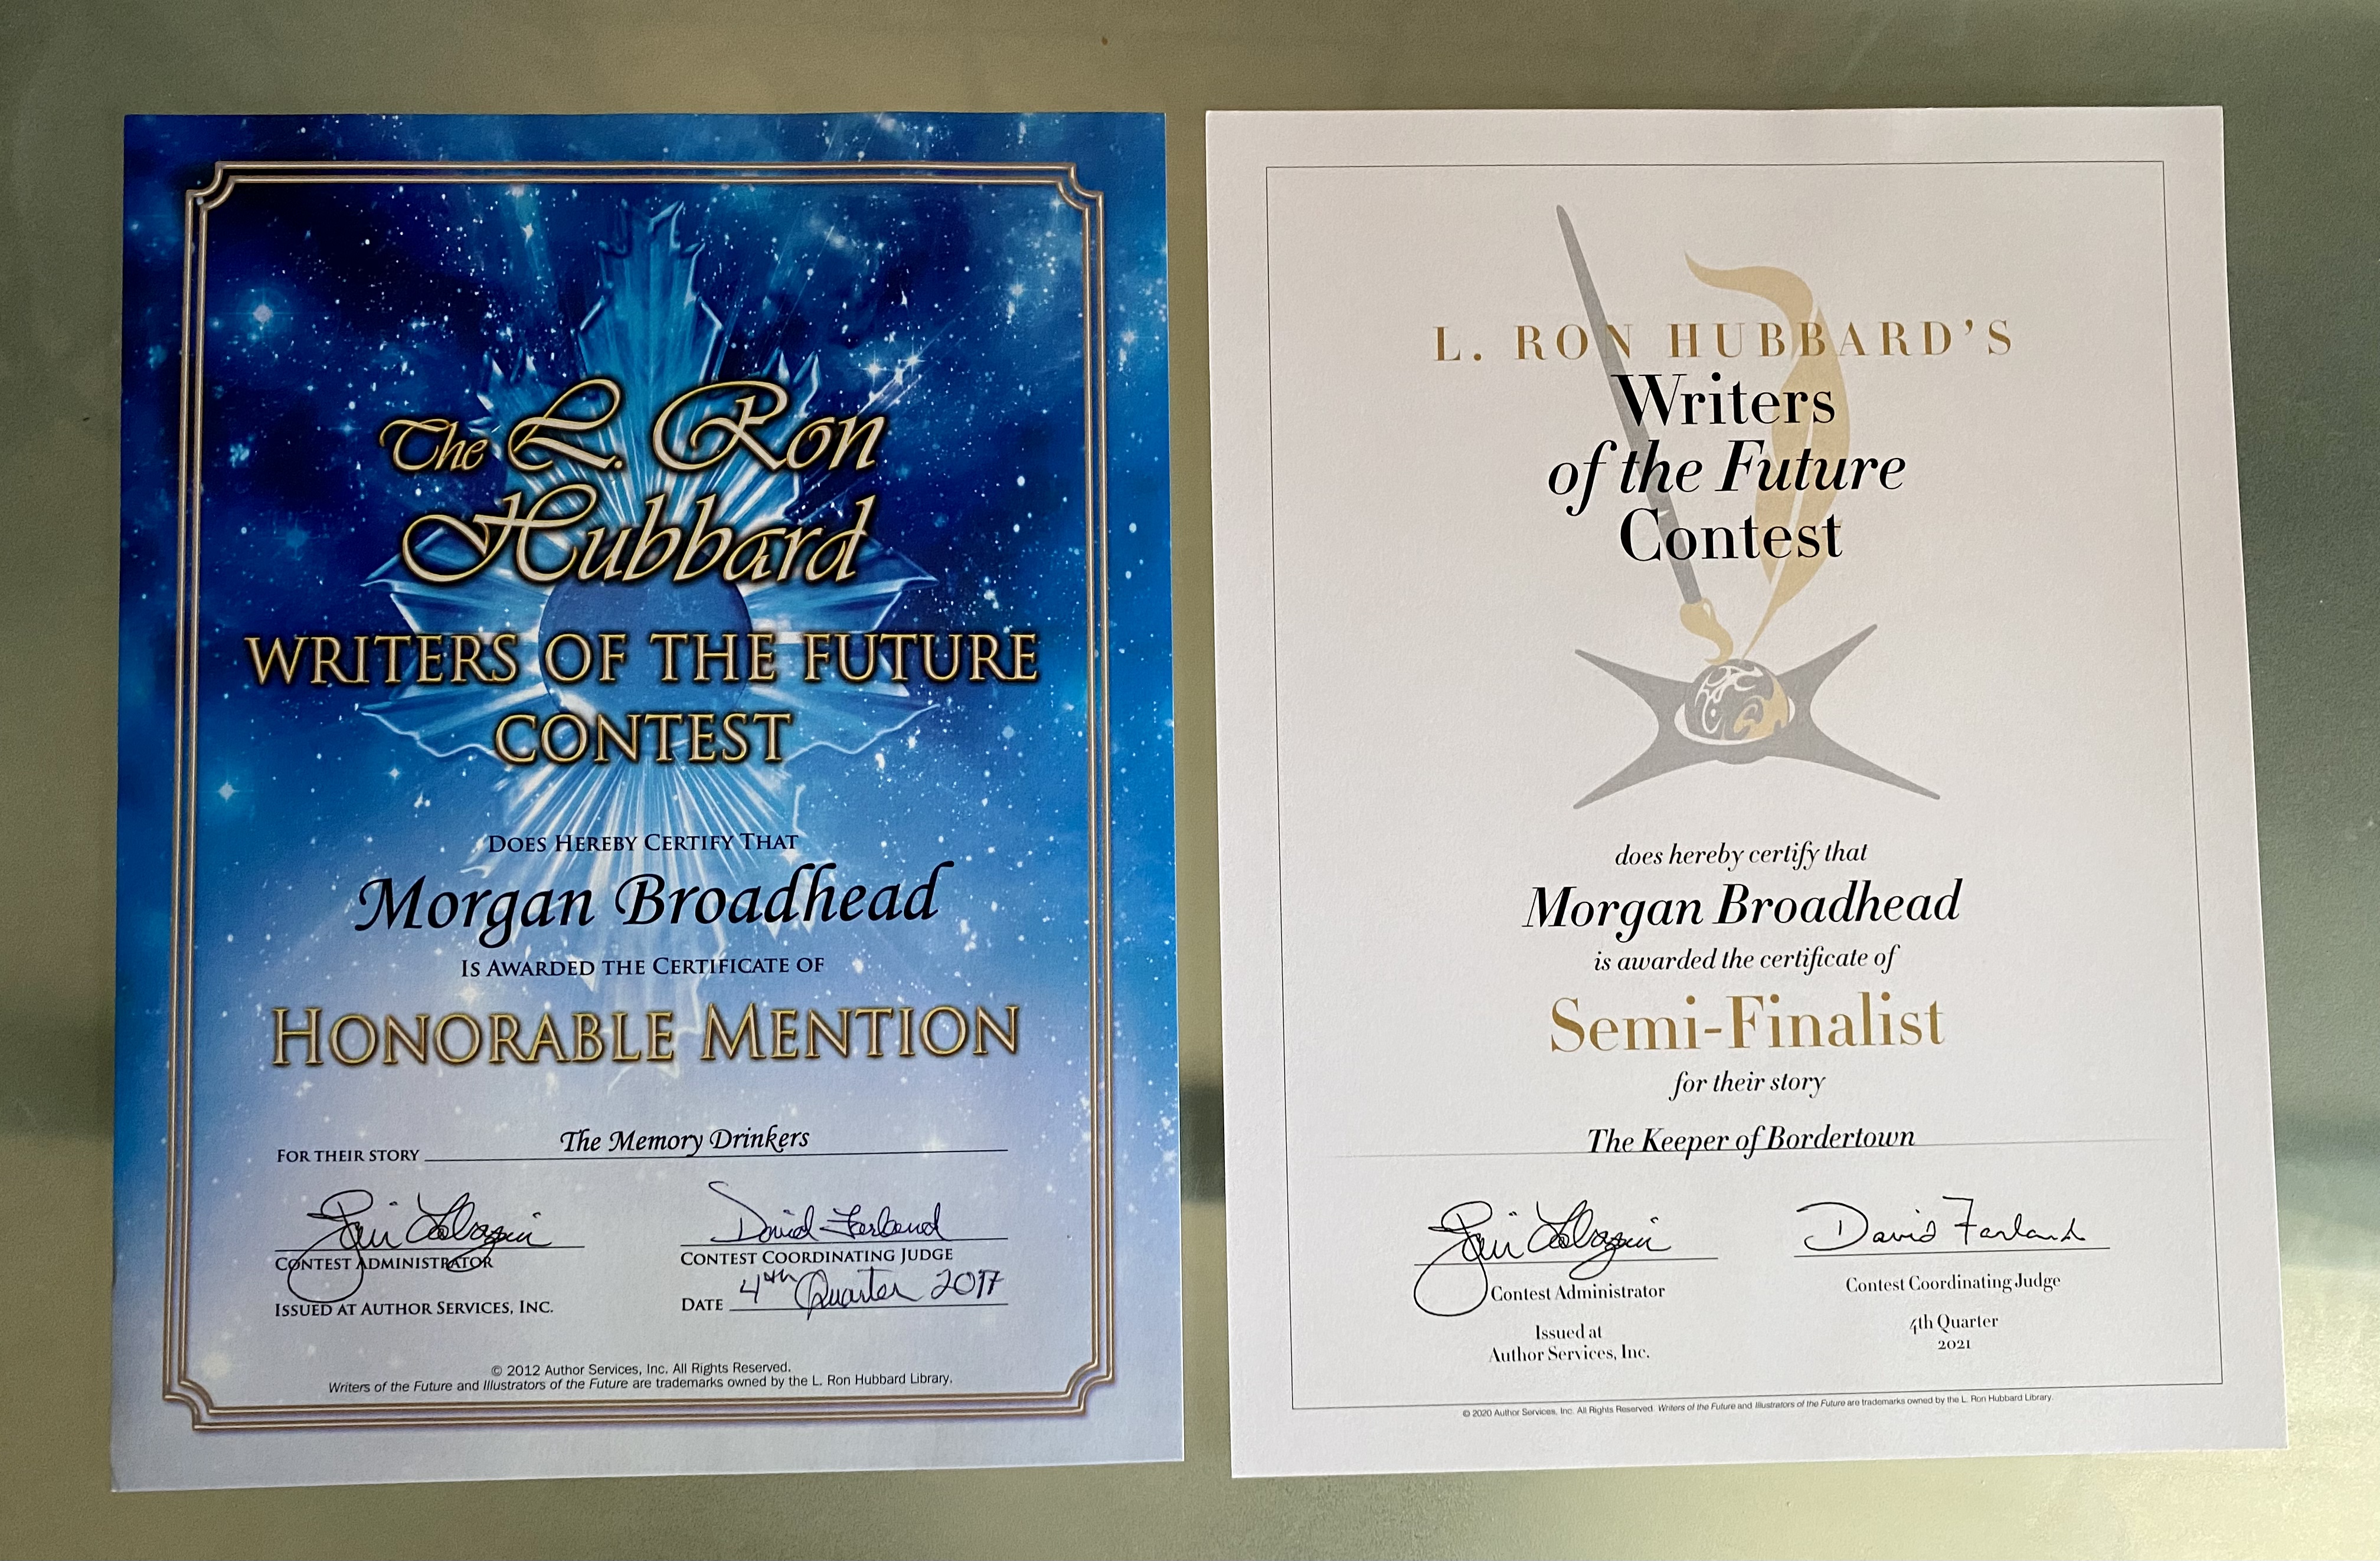 The L. Ron
Hubbard
WRITERS OF THE FUTURE
CONTEST
DOES HEREBY CERTIFY THAT
Morgan Broadhead
IS AWARDED THE CERTIFICATE OF
HONORABLE MENTION
FOR THEIR STORY The Memory Drinkers
CONTEST ADMINISTRATOR
ISSUED AT AUTHOR SERVICES, INC.
David Farland
CONTEST COORDINATING JUDGE
DATE 4th Quarter 2017
© 2012 Author Services, Inc. All Rights Reserved.
Writers of the Future and Illustrators of the Future are trademarks owned by the L. Ron Hubbard Library.
L. RON HUBBARD'S
Writers
of the Future
Contest
does hereby certify that
Morgan Broadhead
is awarded the certificate of
Semi-Finalist
for their story
The Keeper of Bordertown
Contest Administrator
Issued at
Author Services, Inc.
David Farland
Contest Coordinating Judge
4th Quarter
2021
© 2020 Author Services, Inc. All Rights Reserved. Writers of the Future and Illustrators of the Future are trademarks owned by the L. Ron Hubbard Library.